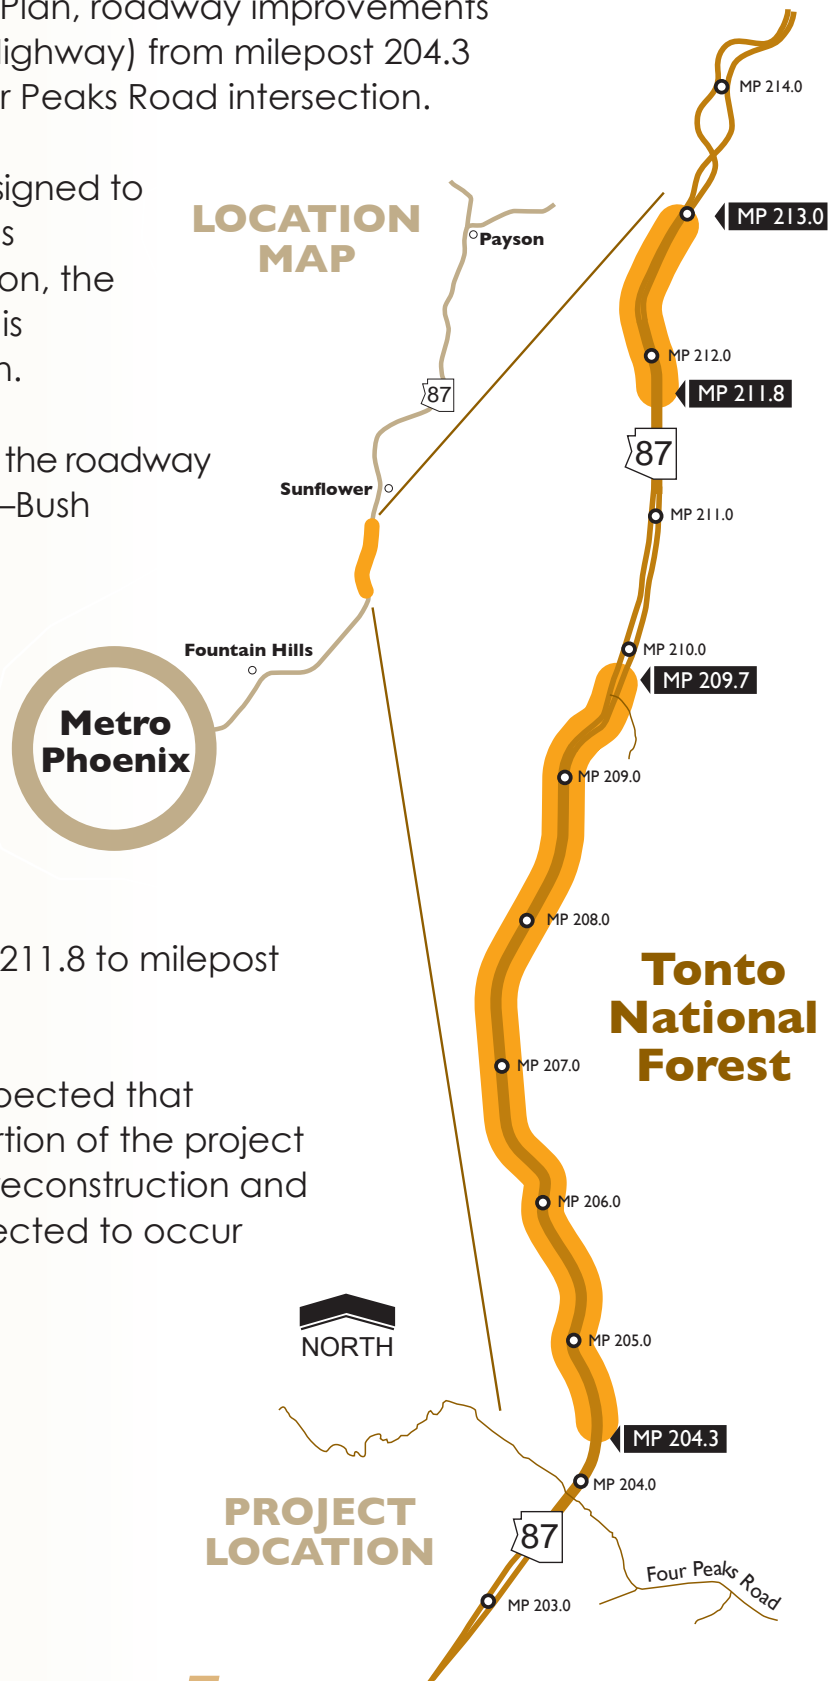 Plan, roadway improvements
Highway) from milepost 204.3
r Peaks Road intersection.
signed to
s
on, the
is
n.
the roadway
–Bush
211.8 to milepost
pected that
rtion of the project
reconstruction and
ected to occur
LOCATION
MAP
Payson
87
Sunflower
Fountain Hills
Metro
Phoenix
MP 214.0
MP 213.0
MP 212.0
MP 211.8
87
MP 211.0
MP 210.0
MP 209.7
MP 209.0
MP 208.0
Tonto
National
Forest
MP 207.0
MP 206.0
MP 205.0
NORTH
MP 204.3
MP 204.0
PROJECT
LOCATION
87
Four Peaks Road
MP 203.0